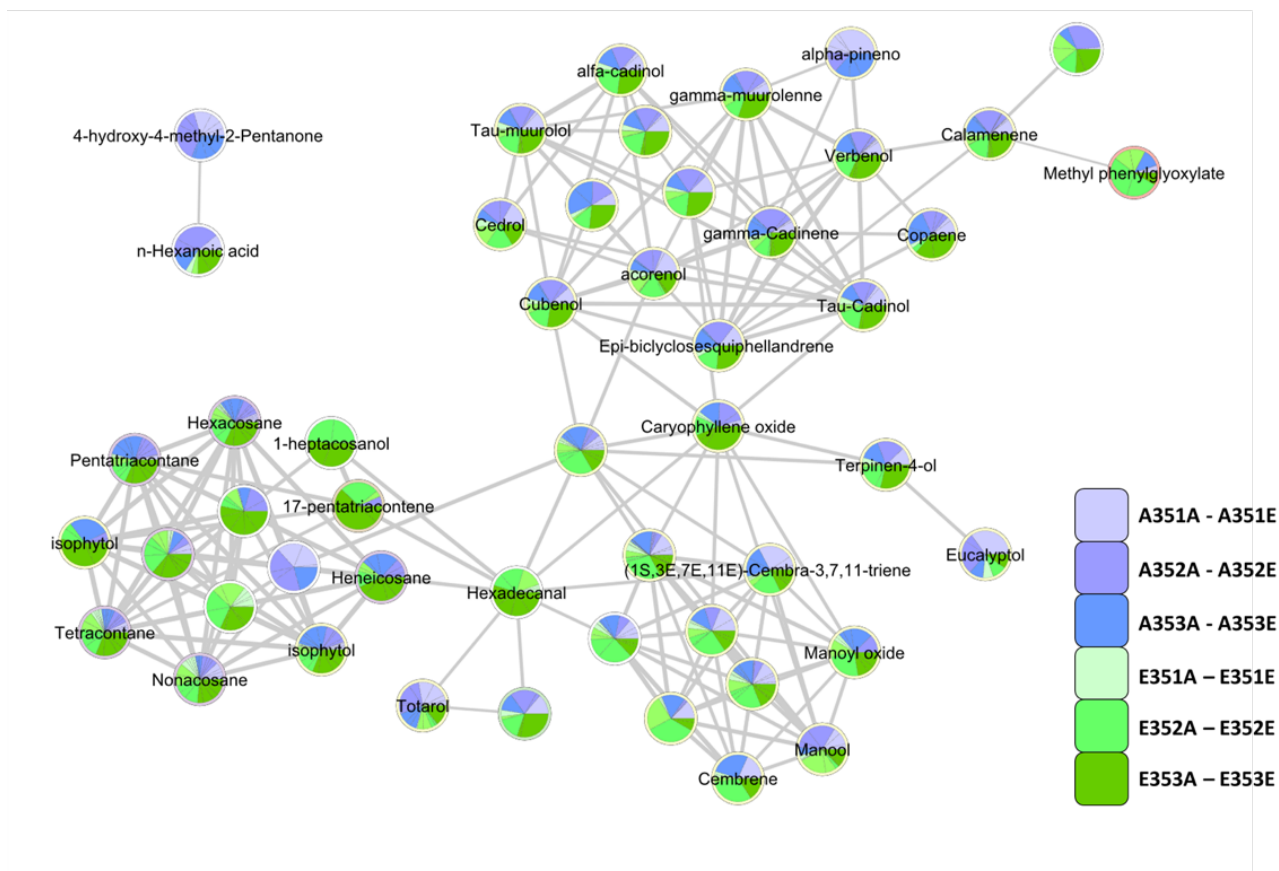 alpha-pineno
alfa-cadinol
gamma-muurolenne
4-hydroxy-4-methyl-2-Pentanone
Tau-muurolol
Calamenene
Verbenol
Methyl phenylglyoxylate
Cedrol
gamma-Cadinene
Copaene
n-Hexanoic acid
acorenol
Cubenol
Tau-Cadinol
Epi-biclyclosesquiphellandrene
Hexacosane
1-heptacosanol
Caryophyllene oxide
Pentatriacontane
Terpinen-4-ol
17-pentatriacontene
isophytol
Eucalyptol
Heneicosane
(1S,3E,7E,11E)-Cembra-3,7,11-triene
Hexadecanal
Tetracontane
isophytol
Manoyl oxide
Nonacosane
Totarol
Manool
Cembrene
A351A - A351E
A352A - A352E
A353A - A353E
E351A – E351E
E352A – E352E
E353A – E353E